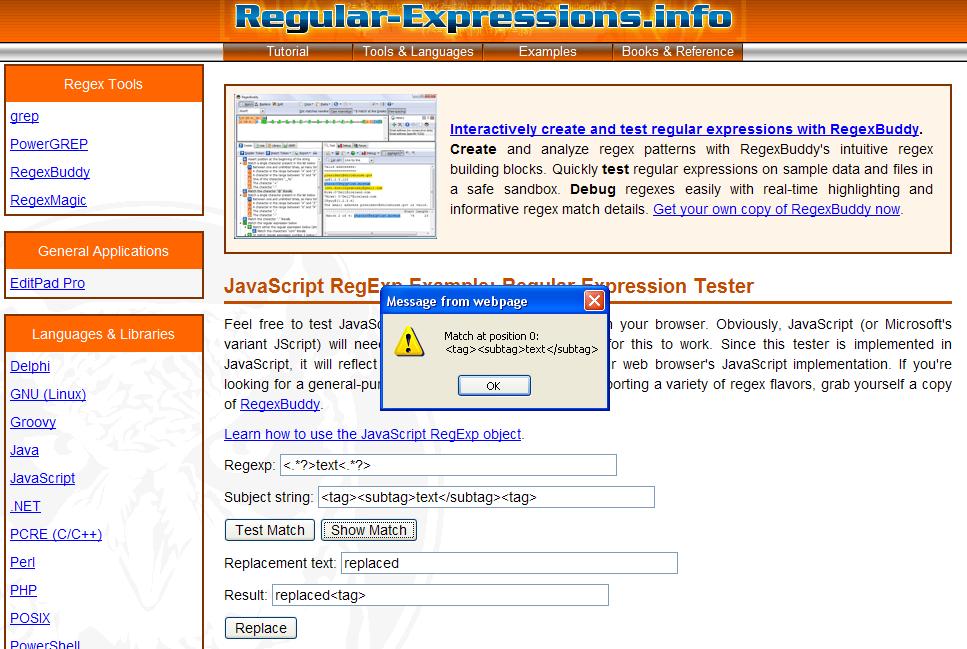 Regular-Expressions.info
Tutorial
Tools & Languages
Examples
Books & Reference
Regex Tools
grep
PowerGREP
RegexBuddy
RegexMagic
General Applications
EditPad Pro
Languages & Libraries
Delphi
GNU (Linux)
Groovy
Java
JavaScript
.NET
PCRE (C/C++)
Perl
PHP
POSIX
PowerShell
Interactively create and test regular expressions with RegexBuddy.
Create and analyze regex patterns with RegexBuddy's intuitive regex
building blocks. Quickly test regular expressions on sample data and files in
a safe sandbox. Debug regexes easily with real-time highlighting and
informative regex match details. Get your own copy of RegexBuddy now.
JavaScript RegExp Example: Regular Expression Tester
Feel free to test JavaSc
n your browser. Obviously, JavaScript (or Microsoft's
variant JScript) will nee
for this to work. Since this tester is implemented in
JavaScript, it will reflect
r web browser's JavaScript implementation. If you're
looking for a general-pur
porting a variety of regex flavors, grab yourself a copy
of RegexBuddy.
Message from webpage
Match at position 0:
<tag><subtag>text</subtag>
OK
Learn how to use the JavaScript RegExp object.
Regexp: <.*?>text<.*?>
Subject string: <tag><subtag>text</subtag><tag>
Test Match Show Match
Replacement text: replaced
Result: replaced<tag>
Replace